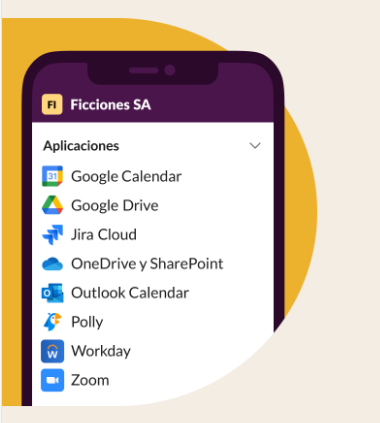 FI Ficciones SA
Aplicaciones
31 Google Calendar
Google Drive
Jira Cloud
OneDrive y SharePoint
Outlook Calendar
Polly
Workday
Zoom